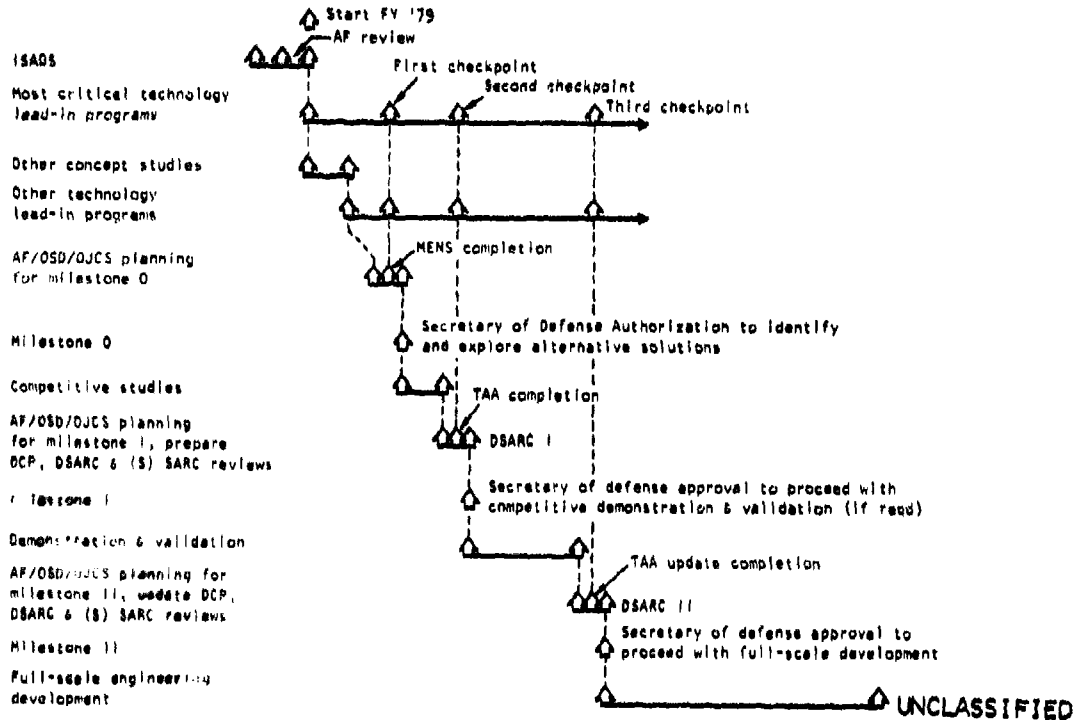 Start FY '79
AF review
ISADS
First checkpoint
Second checkpoint
Most critical technology
lead-in programs
Third checkpoint
Other concept studies
Other technology
lead-in programs
MENS completion
AF/OSD/OJCS planning
for milestone 0
Milestone 0
Secretary of Defense Authorization to identify
and explore alternative solutions
Competitive studies
TAA completion
AF/OSD/OJCS planning
for milestone I, prepare
DCP, DSARC & (S) SARC reviews
DSARC I
Secretary of defense approval to proceed with
competitive demonstration & validation (if reqd)
Demonstration & validation
TAA update completion
AF/OSD/OJCS planning for
milestone II, update DCP,
DSARC & (S) SARC reviews
DSARC II
Milestone II
Secretary of defense approval to
proceed with full-scale development
Full-scale engineering
development
UNCLASSIFIED